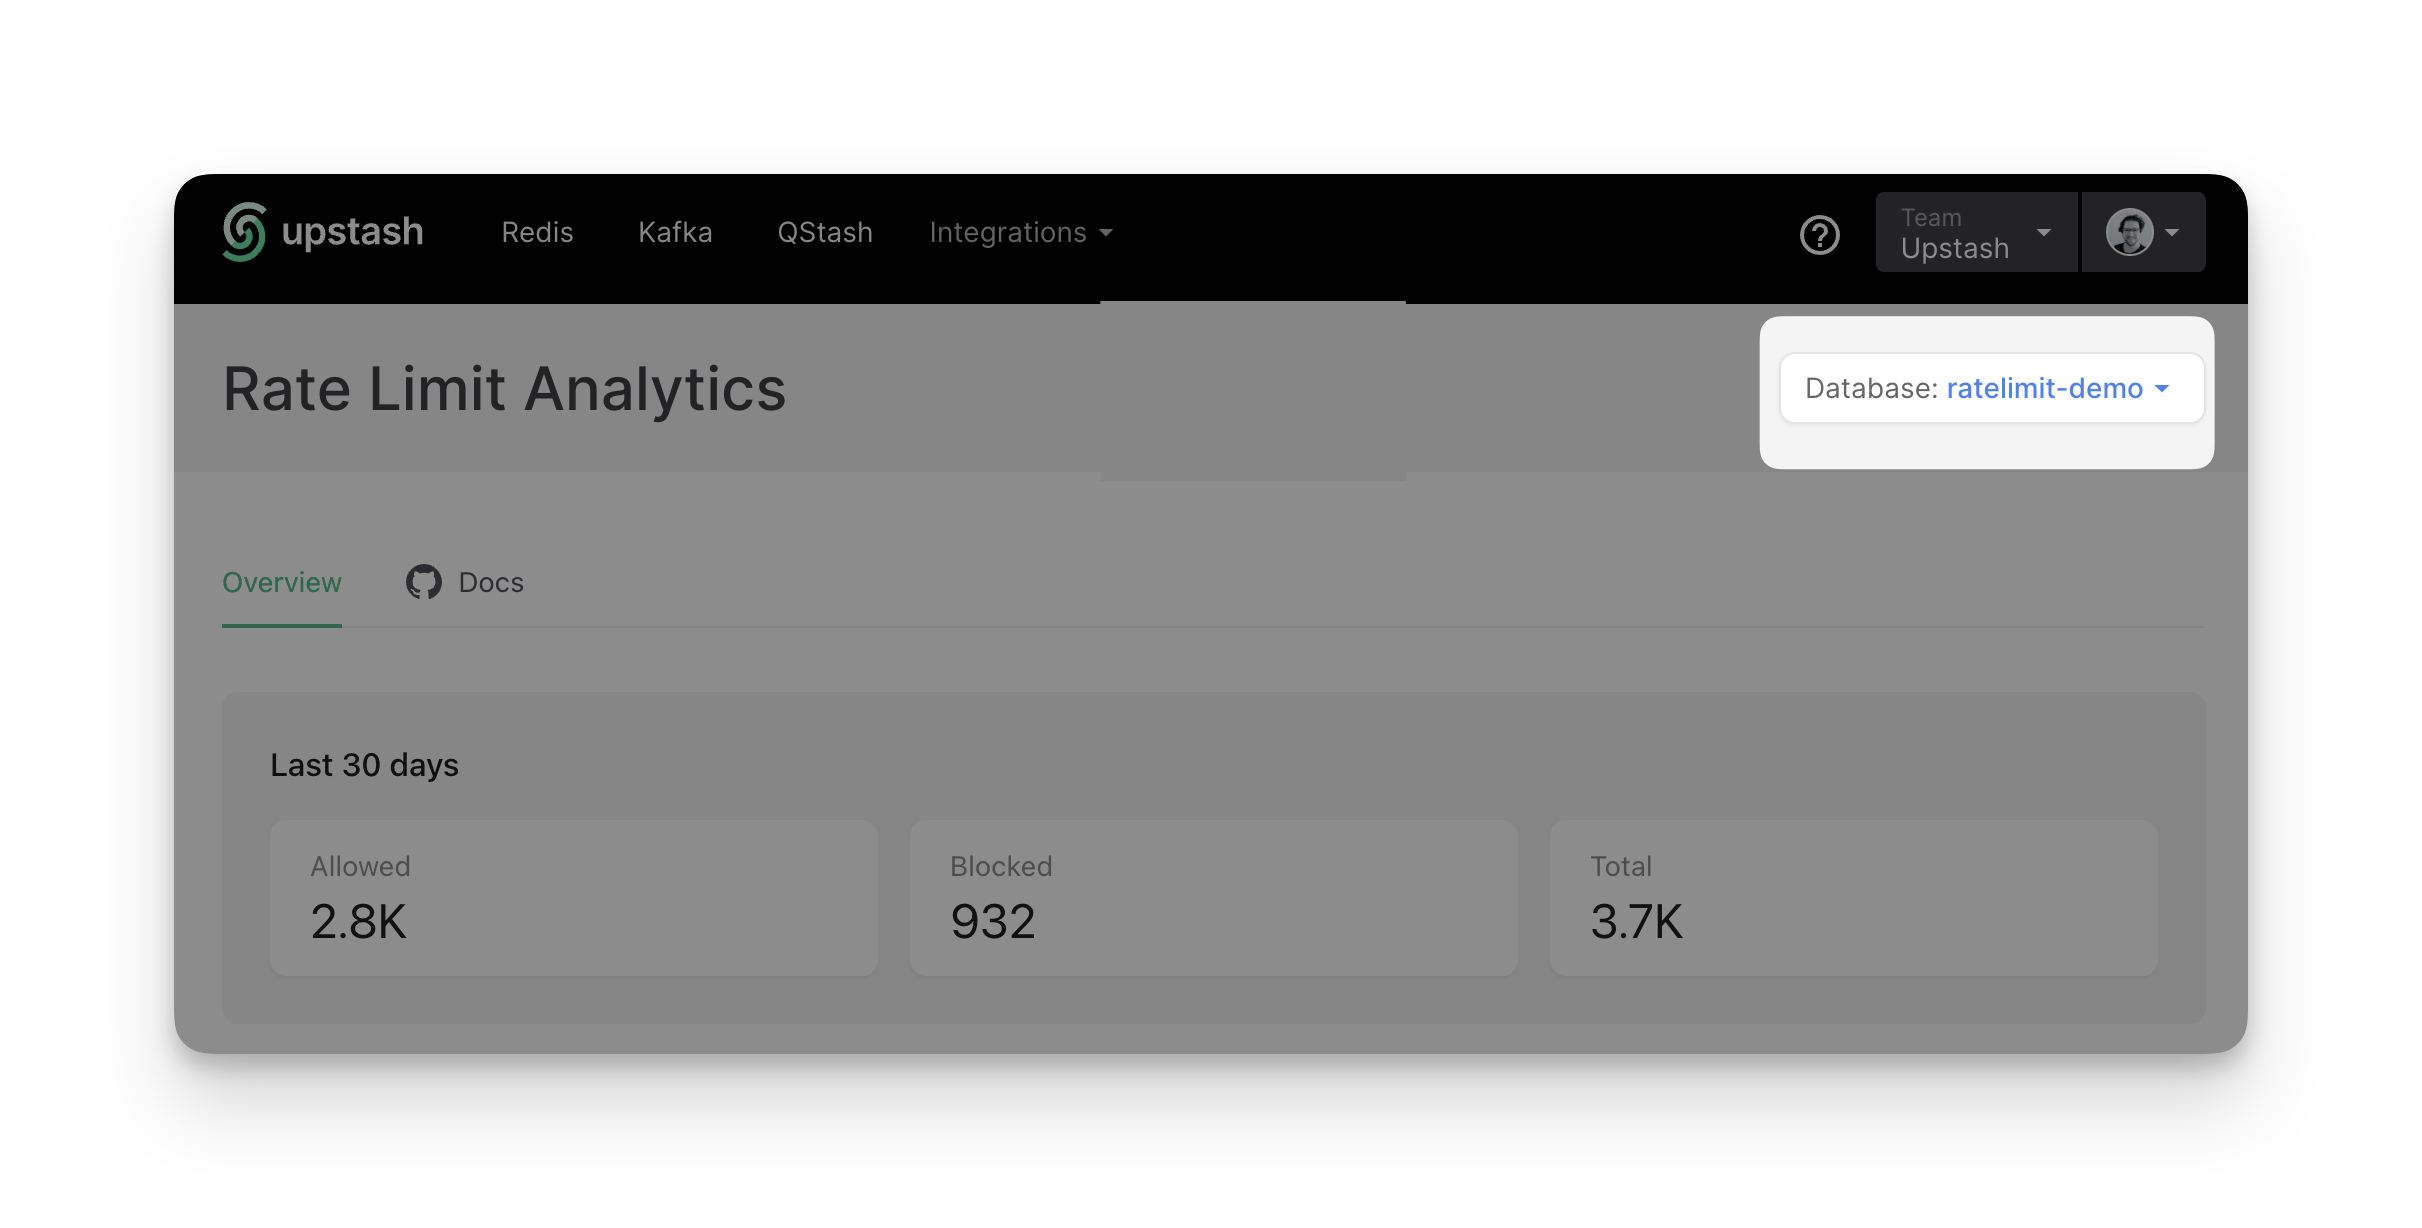 upstash Redis Kafka QStash Integrations
Team
Upstash
Rate Limit Analytics
Database: ratelimit-demo
Overview Docs
Last 30 days
Allowed Blocked Total
2.8K 932 3.7K